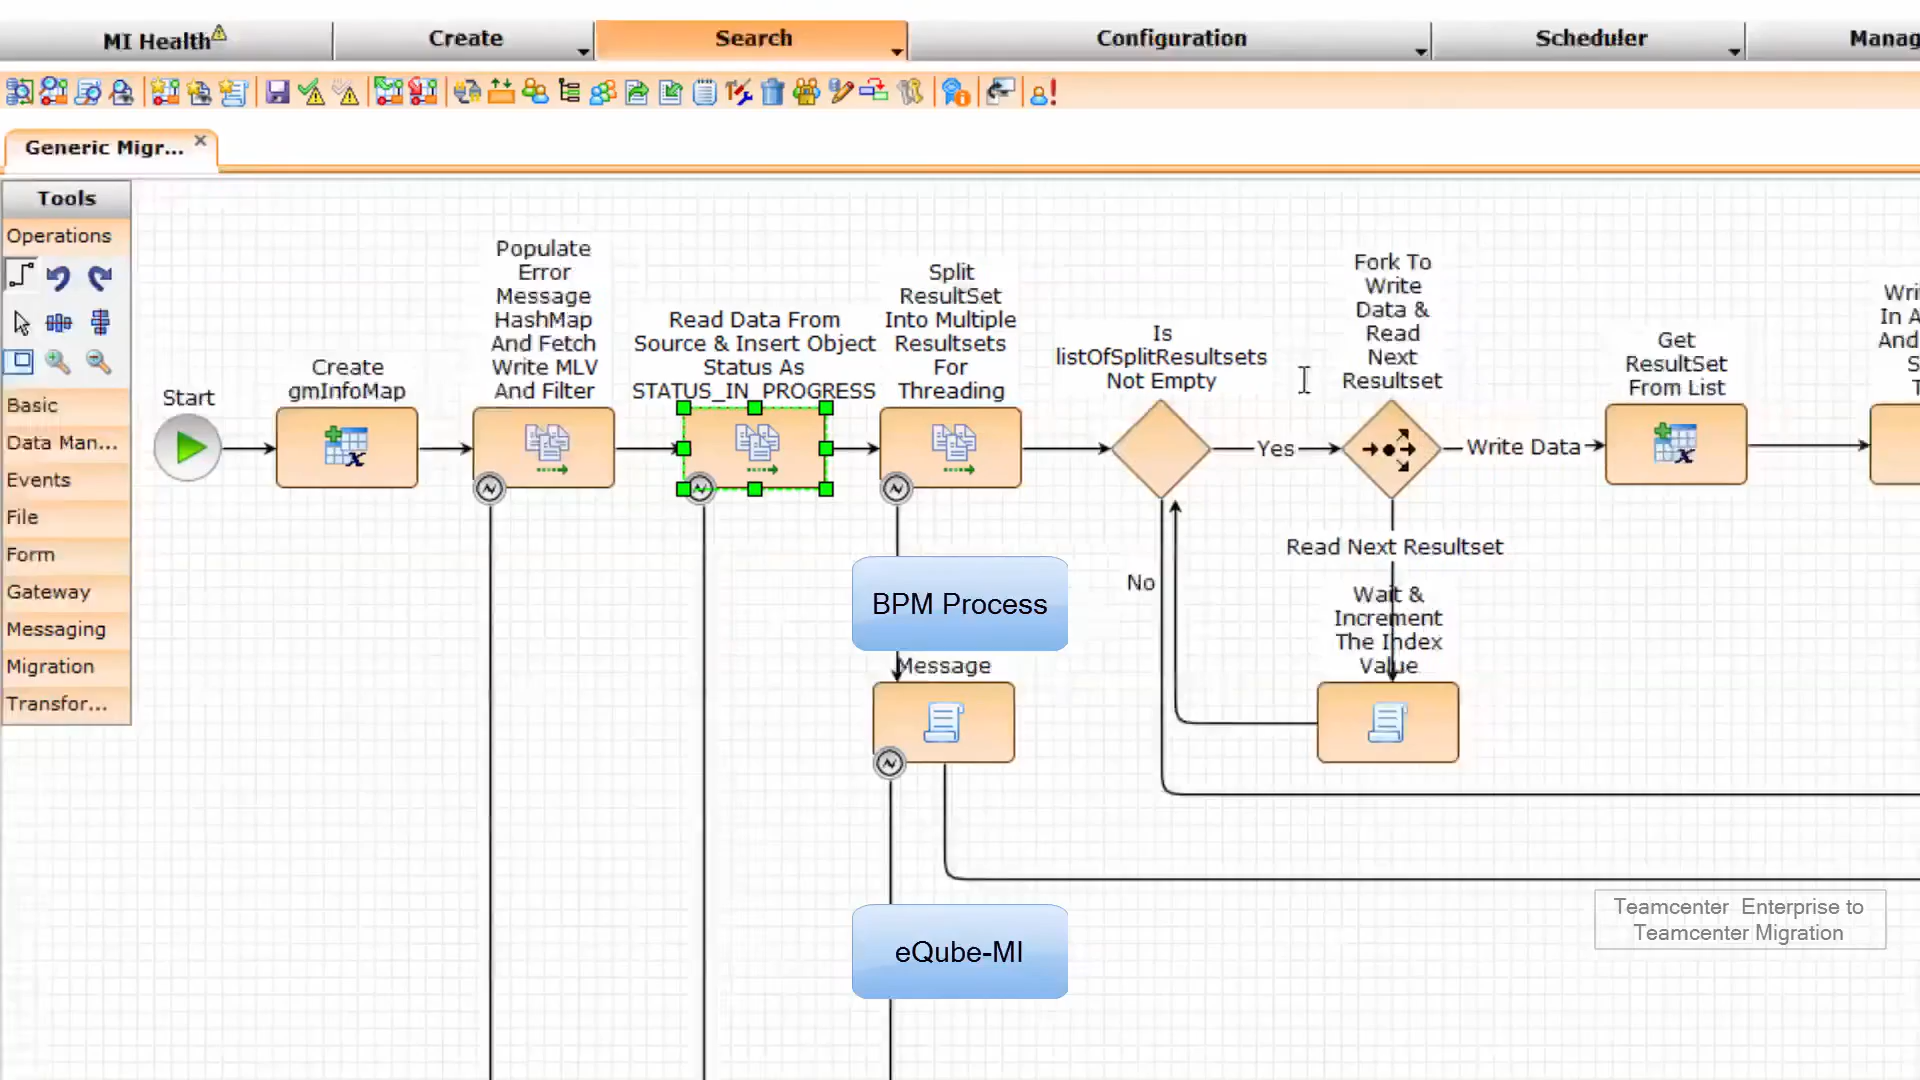 MI Health
Create
Search
Configuration
Scheduler
Manag
Generic Migr...
Tools
Operations
Basic
Data Man...
Events
File
Form
Gateway
Messaging
Migration
Transfor...
Start
Create
gmInfoMap
Populate
Error
Message
HashMap
And Fetch
Write MLV
And Filter
Read Data From
Source & Insert Object
Status As
STATUS_IN_PROGRESS
Split
ResultSet
Into Multiple
Resultsets
For
Threading
Is
listOfSplitResultsets
Not Empty
Yes
Fork To
Write
Data &
Read
Next
Resultset
Write Data
Get
ResultSet
From List
Wri
In A
And
S
T
No
Read Next Resultset
Wait &
Increment
The Index
Value
BPM Process
Message
eQube-MI
Teamcenter Enterprise to
Teamcenter Migration